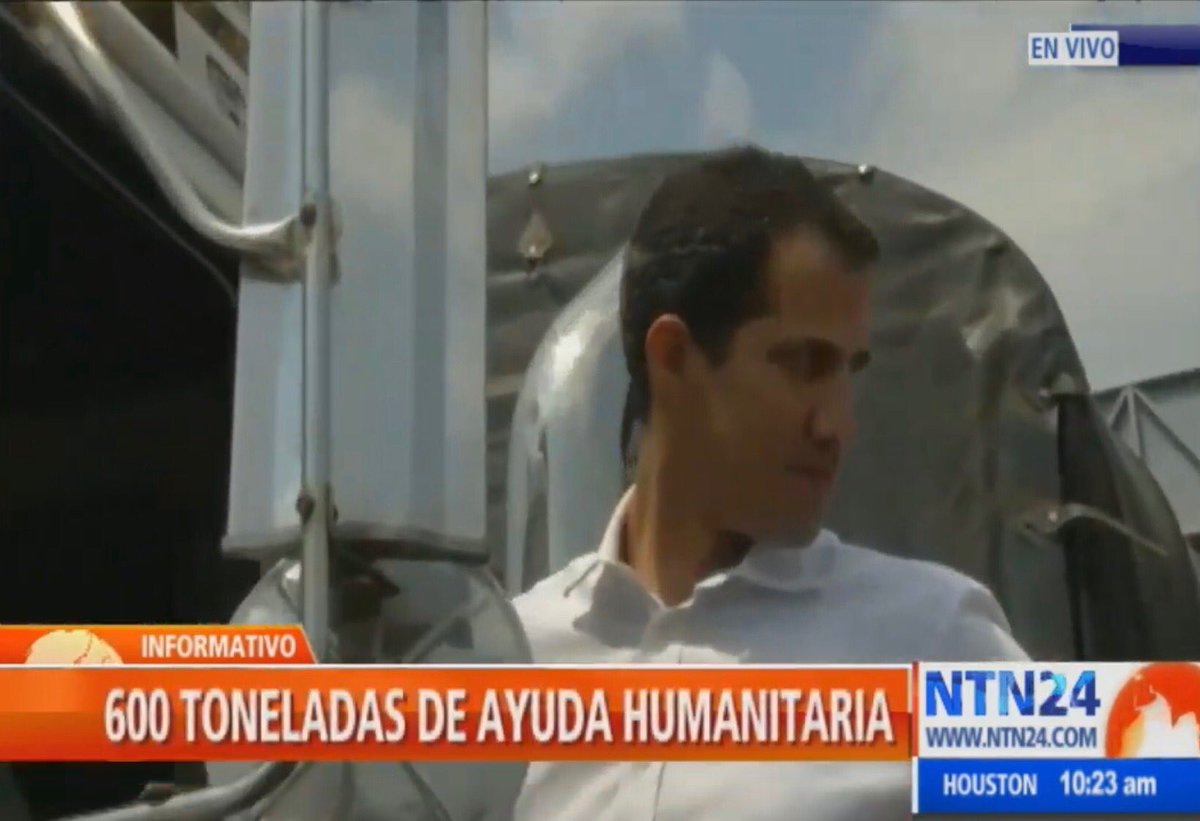 EN VIVO
INFORMATIVO
600 TONELADAS DE AYUDA HUMANITARIA
NTN24
WWW.NTN24.COM
HOUSTON 10:23 am